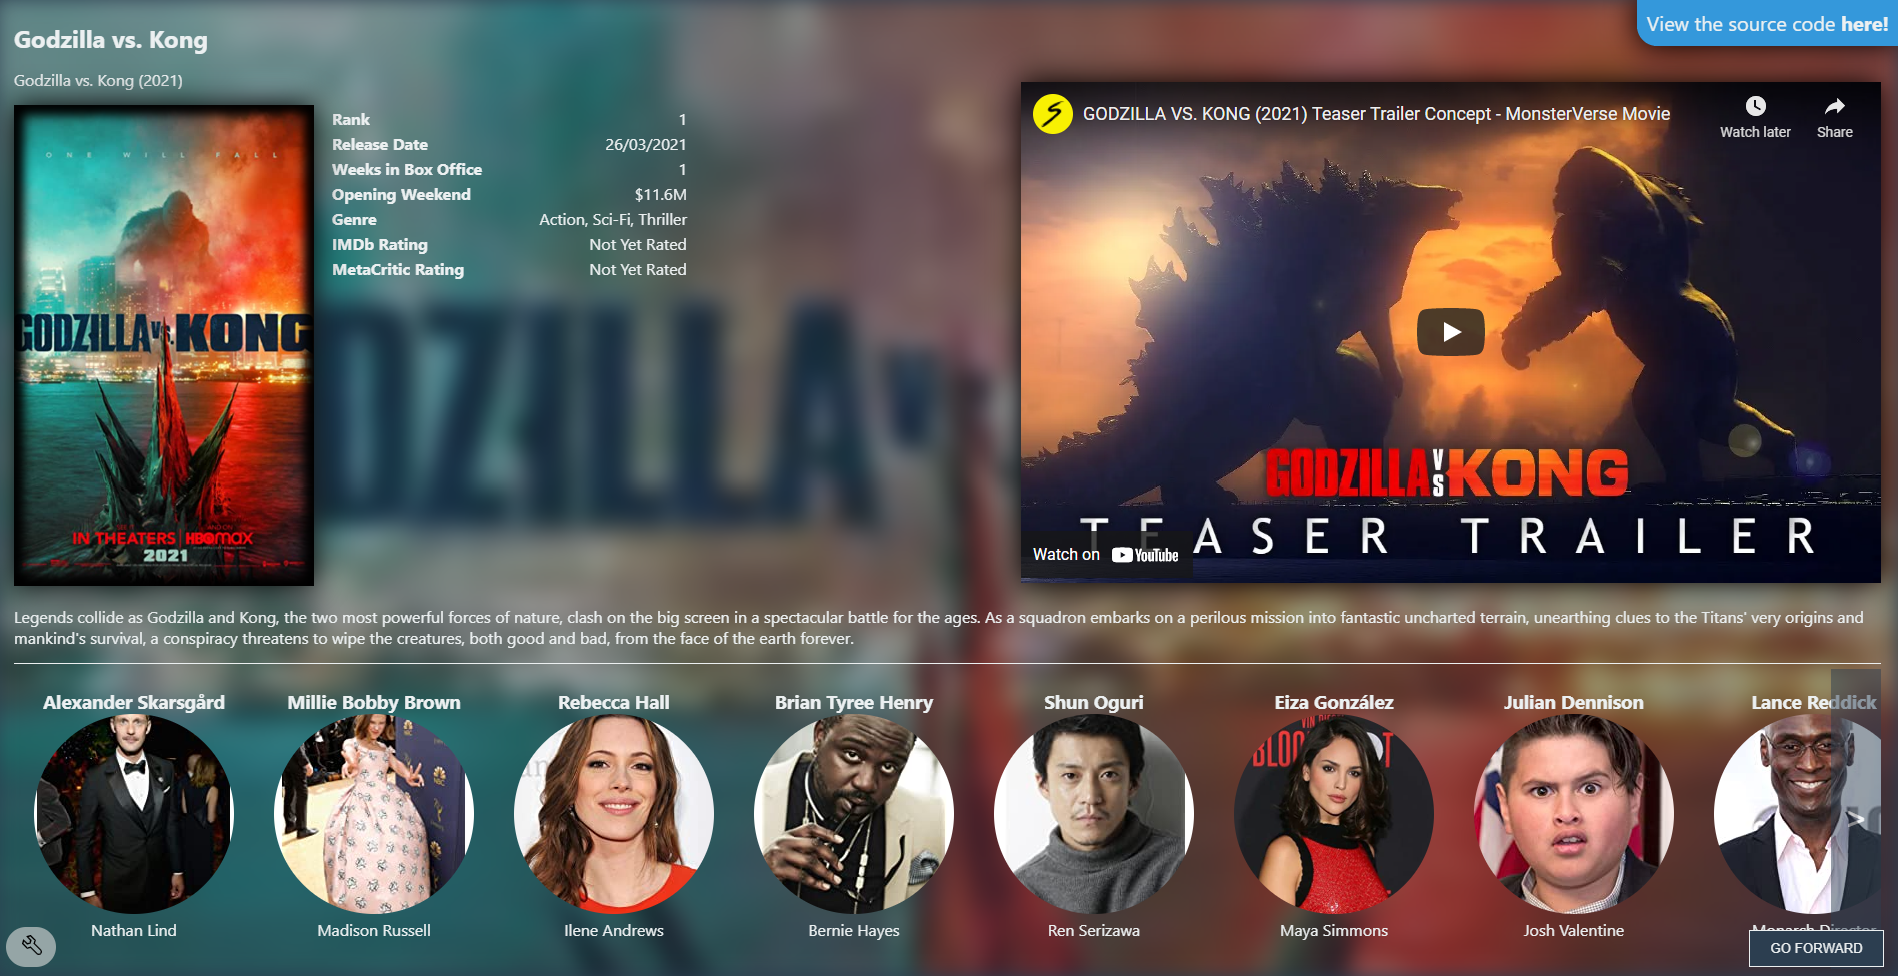 View the source code here!
Godzilla vs. Kong
Godzilla vs. Kong (2021)
ONE WILL FALL
GODZILLA VS. KONG
IN THEATERS | HBOMAX
2021
Rank 1
Release Date 26/03/2021
Weeks in Box Office 1
Opening Weekend $11.6M
Genre Action, Sci-Fi, Thriller
IMDb Rating Not Yet Rated
MetaCritic Rating Not Yet Rated
DZILLA V
GODZILLA VS. KONG (2021) Teaser Trailer Concept - MonsterVerse Movie
Watch later Share
GODZILLA VS KONG
TEASER TRAILER
Watch on YouTube
Legends collide as Godzilla and Kong, the two most powerful forces of nature, clash on the big screen in a spectacular battle for the ages. As a squadron embarks on a perilous mission into fantastic uncharted terrain, unearthing clues to the Titans' very origins and
mankind's survival, a conspiracy threatens to wipe the creatures, both good and bad, from the face of the earth forever.
Alexander Skarsgård Millie Bobby Brown Rebecca Hall Brian Tyree Henry Shun Oguri Eiza González Julian Dennison Lance Reddick
VIN DIESEL
BLOODSHOT
>
Nathan Lind Madison Russell Ilene Andrews Bernie Hayes Ren Serizawa Maya Simmons Josh Valentine Monarch Director
GO FORWARD